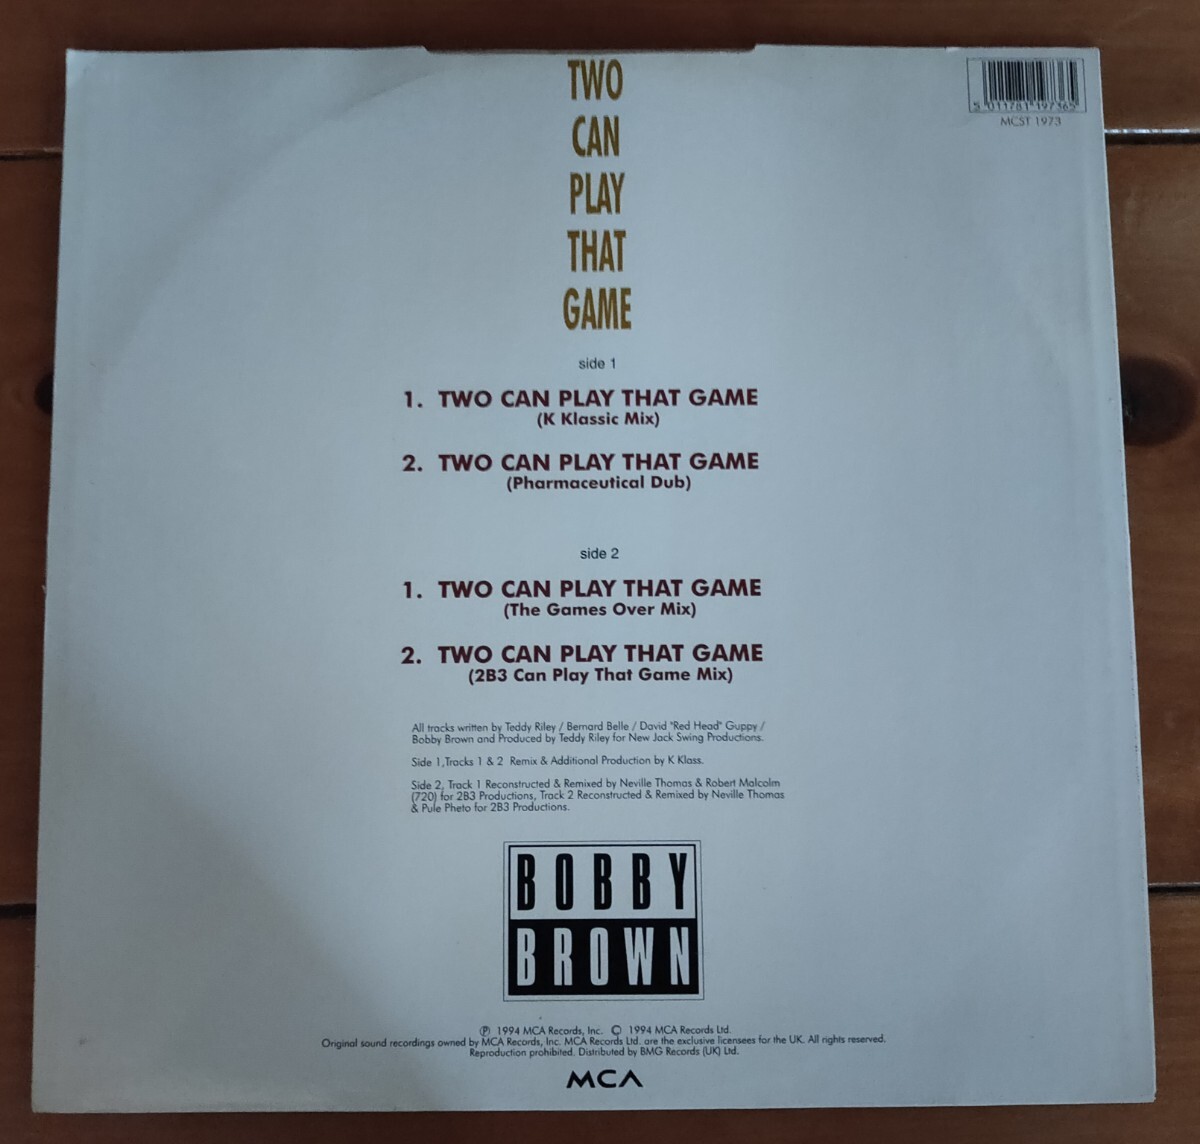 TWO
CAN
PLAY
THAT
GAME
5 011781 197365
MCST 1973
side 1
1. TWO CAN PLAY THAT GAME
(K Klassic Mix)
2. TWO CAN PLAY THAT GAME
(Pharmaceutical Dub)
side 2
1. TWO CAN PLAY THAT GAME
(The Games Over Mix)
2. TWO CAN PLAY THAT GAME
(2B3 Can Play That Game Mix)
All tracks written by Teddy Riley / Bernard Belle / David "Red Head" Guppy /
Bobby Brown and Produced by Teddy Riley for New Jack Swing Productions.
Side 1,Tracks 1 & 2 Remix & Additional Production by K Klass.
Side 2, Track 1 Reconstructed & Remixed by Neville Thomas & Robert Malcolm
(720) for 2B3 Productions, Track 2 Reconstructed & Remixed by Neville Thomas
& Pule Pheto for 2B3 Productions.
BOBBY
BROWN
℗ 1994 MCA Records, Inc. © 1994 MCA Records Ltd.
Original sound recordings owned by MCA Records, Inc. MCA Records Ltd. are the exclusive licensees for the UK. All rights reserved.
Reproduction prohibited. Distributed by BMG Records (UK) Ltd.
MCA